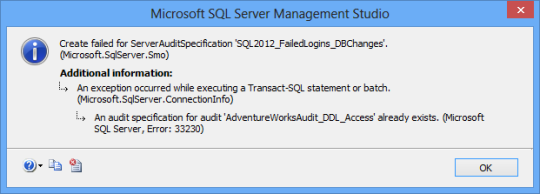 Microsoft SQL Server Management Studio
Create failed for ServerAuditSpecification 'SQL2012_FailedLogins_DBChanges'.
(Microsoft.SqlServer.Smo)
Additional information:
An exception occurred while executing a Transact-SQL statement or batch.
(Microsoft.SqlServer.ConnectionInfo)
An audit specification for audit 'AdventureWorksAudit_DDL_Access' already exists. (Microsoft
SQL Server, Error: 33230)
OK